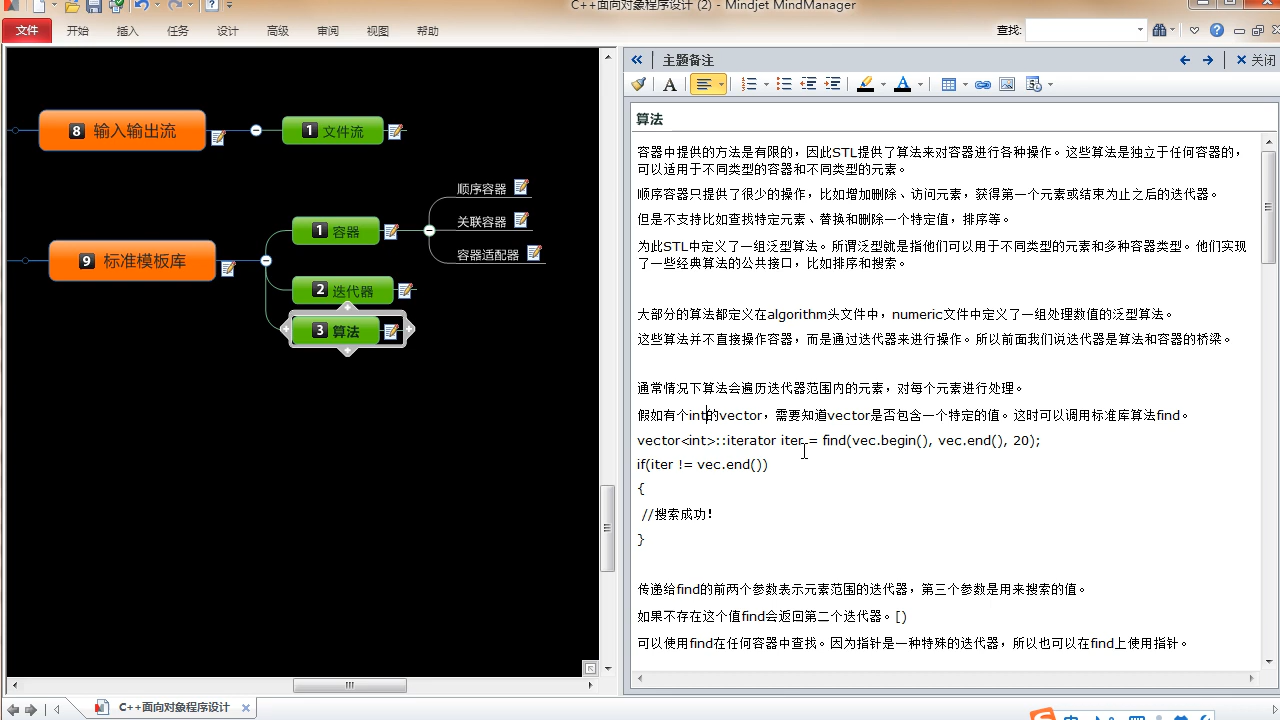 C++面向对象程序设计 (2) - Mindjet MindManager
文件 开始 插入 任务 设计 高级 审阅 视图 帮助 查找:
8 输入输出流
1 文件流
9 标准模板库
1 容器
顺序容器
关联容器
容器适配器
2 迭代器
3 算法
主题备注 关闭
算法
容器中提供的方法是有限的，因此STL提供了算法来对容器进行各种操作。这些算法是独立于任何容器的，
可以适用于不同类型的容器和不同类型的元素。
顺序容器只提供了很少的操作，比如增加删除、访问元素，获得第一个元素或结束为止之后的迭代器。
但是不支持比如查找特定元素、替换和删除一个特定值，排序等。
为此STL中定义了一组泛型算法。所谓泛型就是指他们可以用于不同类型的元素和多种容器类型。他们实现
了一些经典算法的公共接口，比如排序和搜索。
大部分的算法都定义在algorithm头文件中，numeric文件中定义了一组处理数值的泛型算法。
这些算法并不直接操作容器，而是通过迭代器来进行操作。所以前面我们说迭代器是算法和容器的桥梁。
通常情况下算法会遍历迭代器范围内的元素，对每个元素进行处理。
假如有个int的vector，需要知道vector是否包含一个特定的值。这时可以调用标准库算法find。
vector<int>::iterator iter = find(vec.begin(), vec.end(), 20);
if(iter != vec.end())
{
//搜索成功！
}
传递给find的前两个参数表示元素范围的迭代器，第三个参数是用来搜索的值。
如果不存在这个值find会返回第二个迭代器。[)
可以使用find在任何容器中查找。因为指针是一种特殊的迭代器，所以也可以在find上使用指针。
C++面向对象程序设计
中